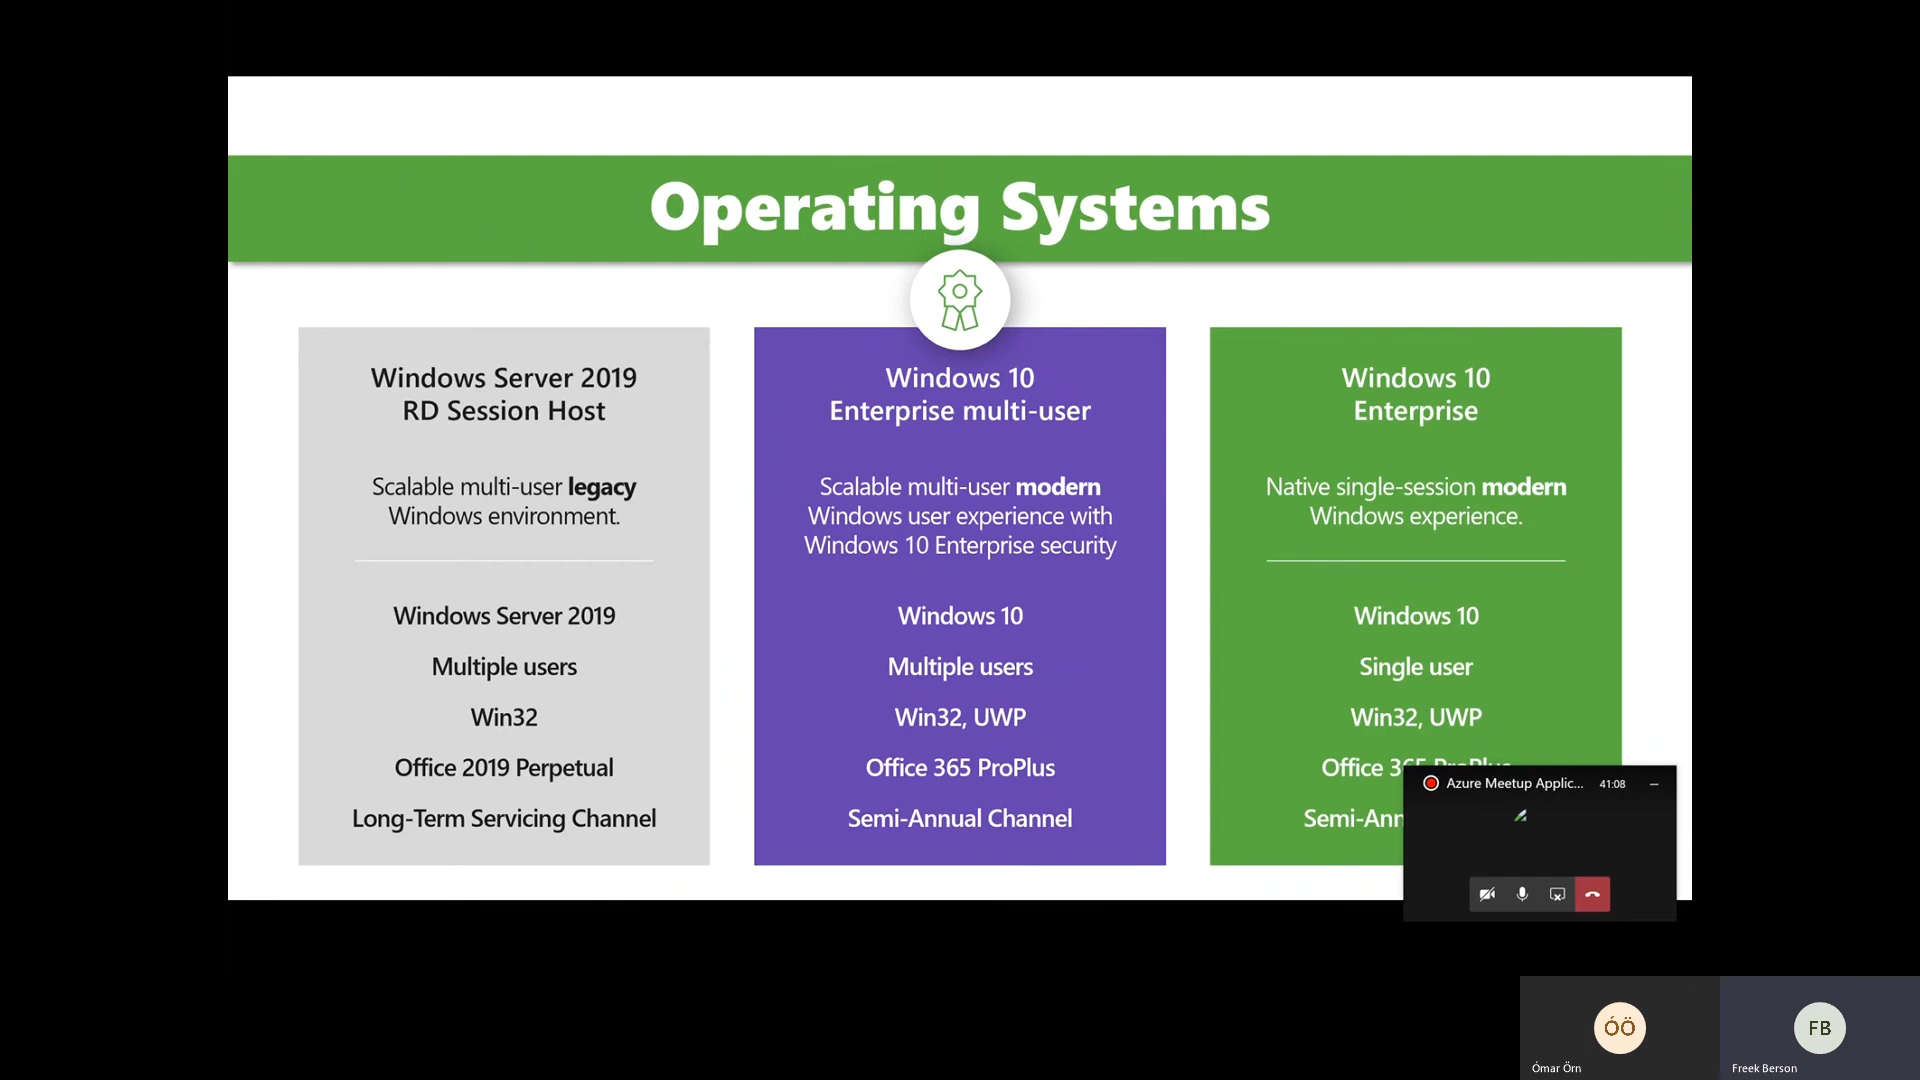 Operating Systems
Windows Server 2019
RD Session Host
Scalable multi-user legacy
Windows environment.
Windows Server 2019
Multiple users
Win32
Office 2019 Perpetual
Long-Term Servicing Channel
Windows 10
Enterprise multi-user
Scalable multi-user modern
Windows user experience with
Windows 10 Enterprise security
Windows 10
Multiple users
Win32, UWP
Office 365 ProPlus
Semi-Annual Channel
Windows 10
Enterprise
Native single-session modern
Windows experience.
Windows 10
Single user
Win32, UWP
Office 365 ProPlus
Semi-Ann
Azure Meetup Applic... 41:08
ÓÖ
Ómar Örn
FB
Freek Berson